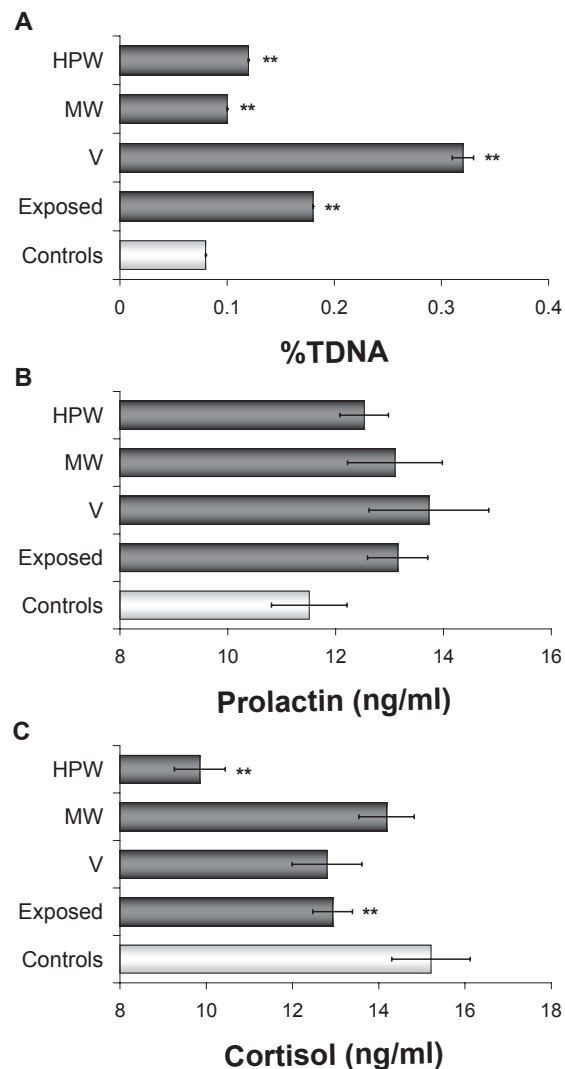 A
HPW
**
MW
**
V
**
Exposed
**
Controls
0 0.1 0.2 0.3 0.4
%TDNA
B
HPW
MW
V
Exposed
Controls
8 10 12 14 16
Prolactin (ng/ml)
C
HPW
**
MW
V
Exposed
**
Controls
8 10 12 14 16 18
Cortisol (ng/ml)